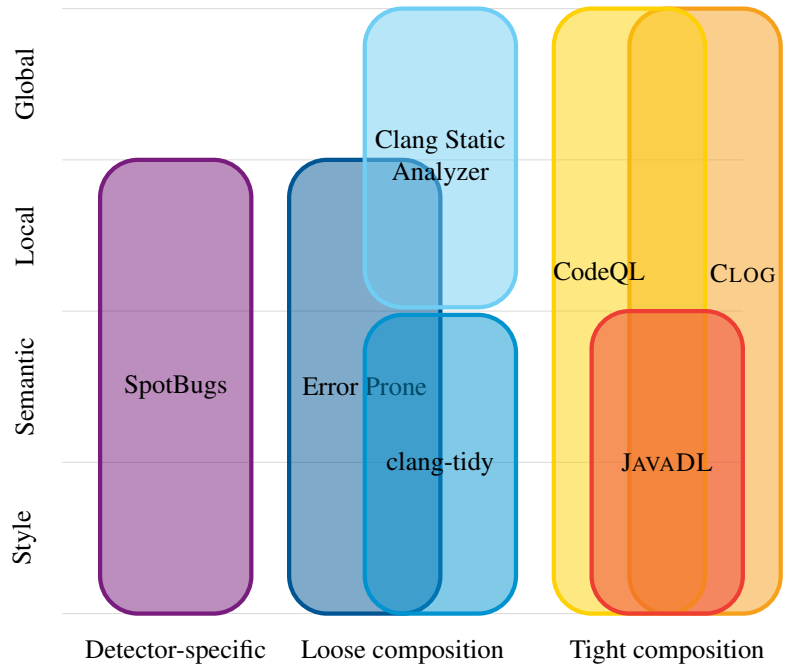 Global
Local
Semantic
Style
Clang Static
Analyzer
CodeQL
CLOG
SpotBugs
Error Prone
clang-tidy
JAVADL
Detector-specific
Loose composition
Tight composition